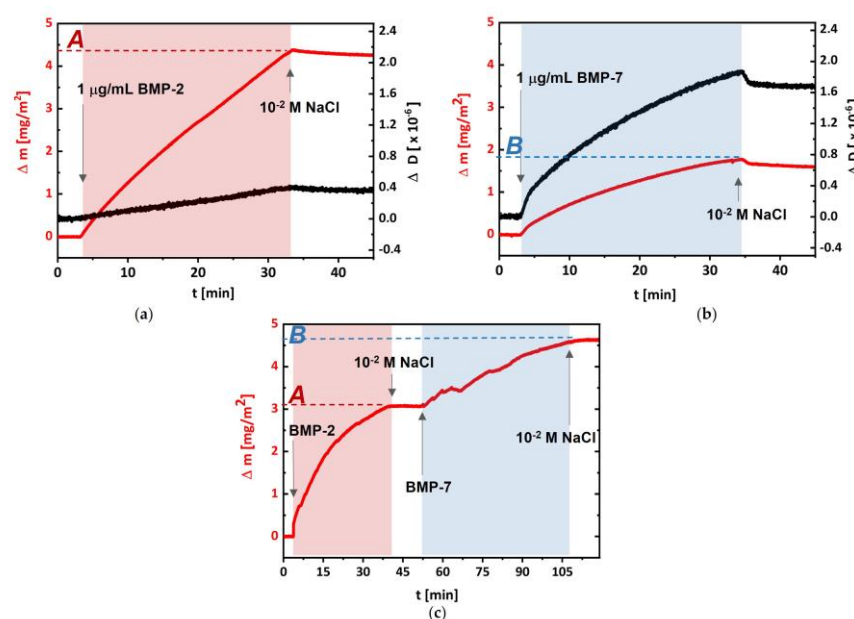 A
1 μg/mL BMP-2
10⁻² M NaCl
Δ m [mg/m²]
Δ D [ x 10⁻⁶]
5
4
3
2
1
0
2.4
2.0
1.6
1.2
0.8
0.4
0.0
-0.4
0 10 20 30 40
t [min]
(a)
B
1 μg/mL BMP-7
10⁻² M NaCl
Δ m [mg/m²]
Δ D [ x 10⁻⁶]
5
4
3
2
1
0
2.4
2.0
1.6
1.2
0.8
0.4
0.0
-0.4
0 10 20 30 40
t [min]
(b)
B
10⁻² M NaCl
A
BMP-2
BMP-7
10⁻² M NaCl
Δ m [mg/m²]
5
4
3
2
1
0
0 15 30 45 60 75 90 105
t [min]
(c)